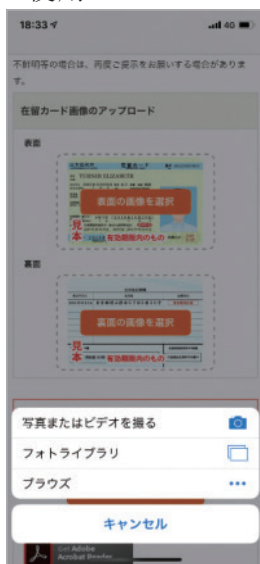 18:33
4G
不鮮明等の場合は、再度ご提示をお願いする場合がありま
す。
在留カード画像のアップロード
表面
TURNER ELIZABETH
表面の画像を選択
見本
有効期限内のもの
裏面
裏面の画像を選択
見本
有効期限内のもの
写真またはビデオを撮る
フォトライブラリ
ブラウズ
キャンセル
Get Adobe
Acrobat Reader